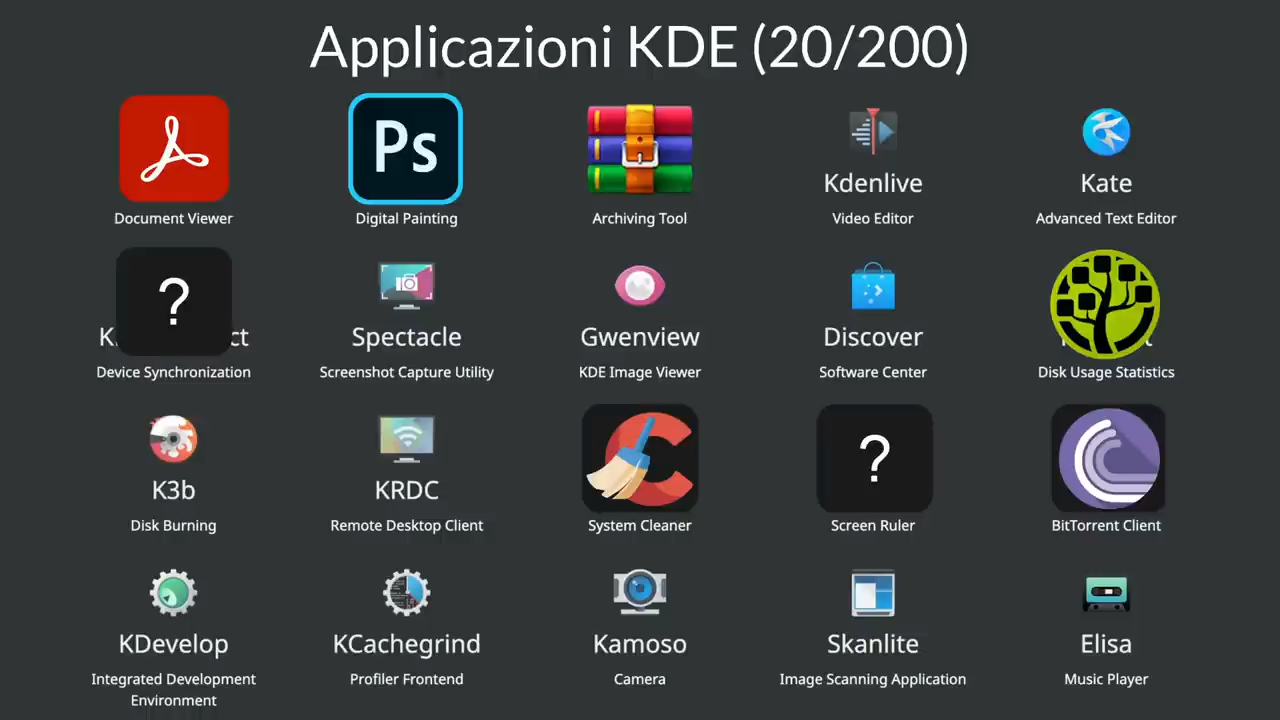 Applicazioni KDE (20/200)
Ps
Kdenlive
Kate
Document Viewer
Digital Painting
Archiving Tool
Video Editor
Advanced Text Editor
?
Spectacle
Gwenview
Discover
Device Synchronization
Screenshot Capture Utility
KDE Image Viewer
Software Center
Disk Usage Statistics
?
K3b
KRDC
Disk Burning
Remote Desktop Client
System Cleaner
Screen Ruler
BitTorrent Client
KDevelop
KCachegrind
Kamoso
Skanlite
Elisa
Integrated Development
Environment
Profiler Frontend
Camera
Image Scanning Application
Music Player